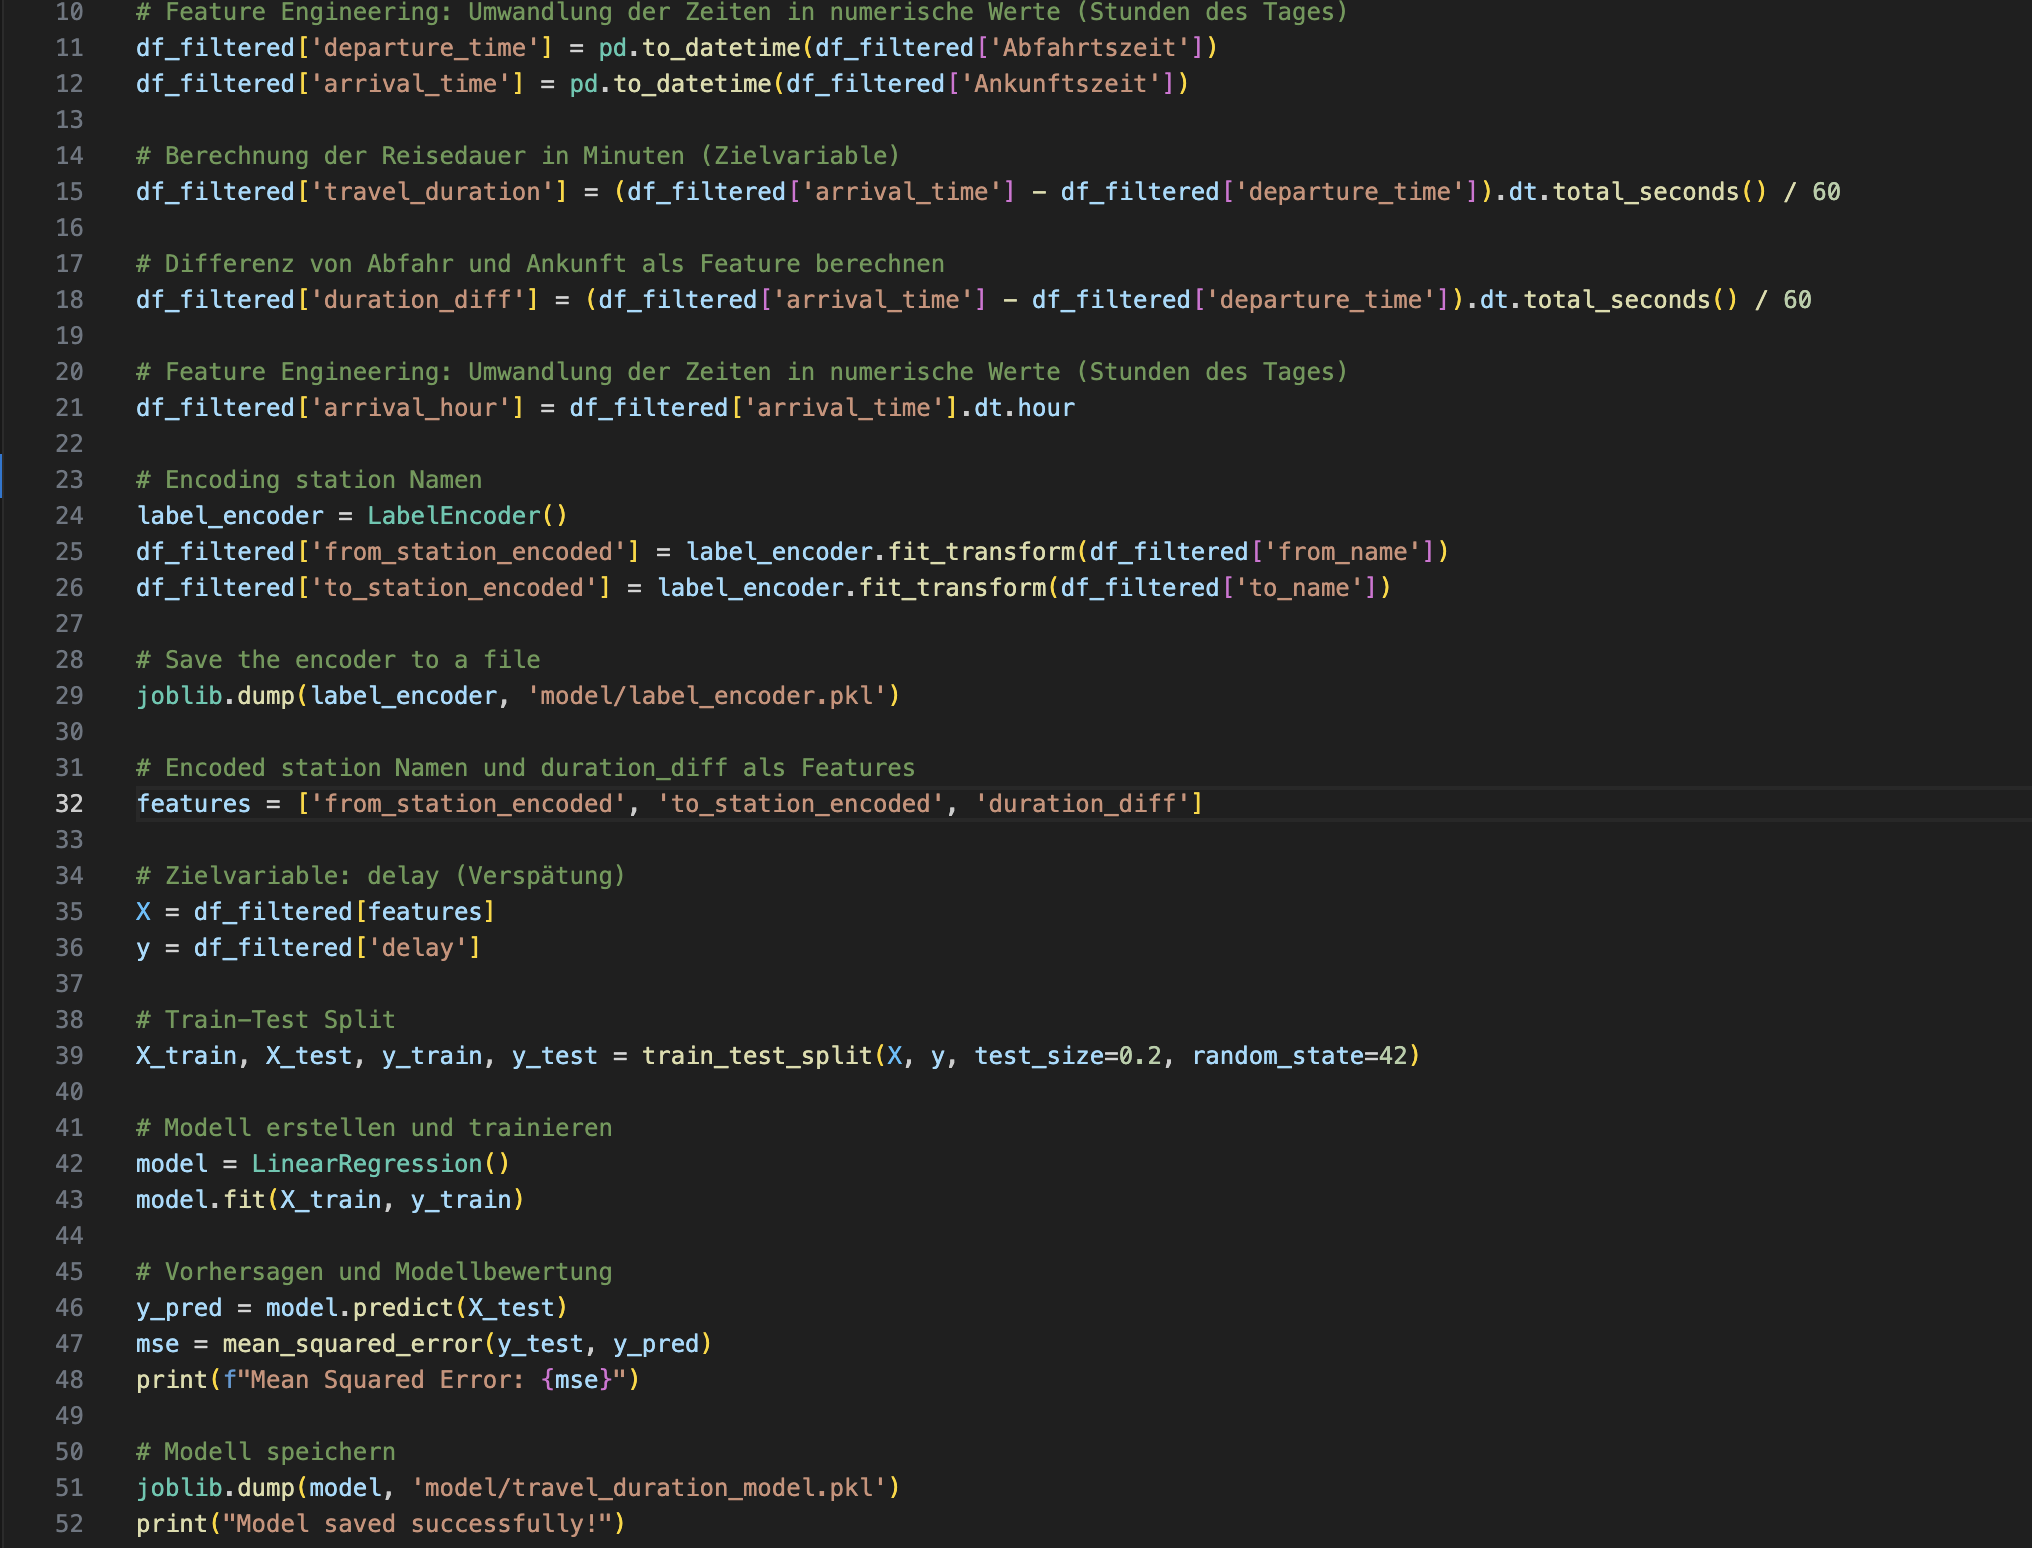 10 # Feature Engineering: Umwandlung der Zeiten in numerische Werte (Stunden des Tages)
11 df_filtered['departure_time'] = pd.to_datetime(df_filtered['Abfahrtszeit'])
12 df_filtered['arrival_time'] = pd.to_datetime(df_filtered['Ankunftszeit'])
13
14 # Berechnung der Reisedauer in Minuten (Zielvariable)
15 df_filtered['travel_duration'] = (df_filtered['arrival_time'] - df_filtered['departure_time']).dt.total_seconds() / 60
16
17 # Differenz von Abfahr und Ankunft als Feature berechnen
18 df_filtered['duration_diff'] = (df_filtered['arrival_time'] - df_filtered['departure_time']).dt.total_seconds() / 60
19
20 # Feature Engineering: Umwandlung der Zeiten in numerische Werte (Stunden des Tages)
21 df_filtered['arrival_hour'] = df_filtered['arrival_time'].dt.hour
22
23 # Encoding station Namen
24 label_encoder = LabelEncoder()
25 df_filtered['from_station_encoded'] = label_encoder.fit_transform(df_filtered['from_name'])
26 df_filtered['to_station_encoded'] = label_encoder.fit_transform(df_filtered['to_name'])
27
28 # Save the encoder to a file
29 joblib.dump(label_encoder, 'model/label_encoder.pkl')
30
31 # Encoded station Namen und duration_diff als Features
32 features = ['from_station_encoded', 'to_station_encoded', 'duration_diff']
33
34 # Zielvariable: delay (Verspätung)
35 X = df_filtered[features]
36 y = df_filtered['delay']
37
38 # Train-Test Split
39 X_train, X_test, y_train, y_test = train_test_split(X, y, test_size=0.2, random_state=42)
40
41 # Modell erstellen und trainieren
42 model = LinearRegression()
43 model.fit(X_train, y_train)
44
45 # Vorhersagen und Modellbewertung
46 y_pred = model.predict(X_test)
47 mse = mean_squared_error(y_test, y_pred)
48 print(f"Mean Squared Error: {mse}")
49
50 # Modell speichern
51 joblib.dump(model, 'model/travel_duration_model.pkl')
52 print("Model saved successfully!")